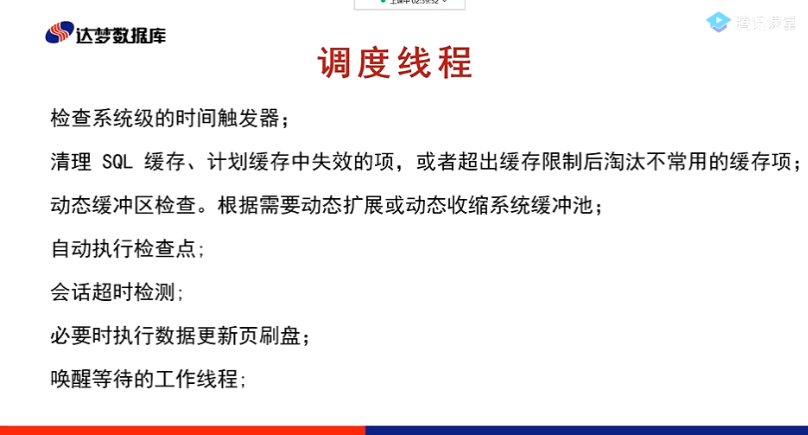 达梦数据库
腾讯课堂
调度线程
检查系统级的时间触发器；
清理 SQL 缓存、计划缓存中失效的项，或者超出缓存限制后淘汰不常用的缓存项；
动态缓冲区检查。根据需要动态扩展或动态收缩系统缓冲池；
自动执行检查点;
会话超时检测;
必要时执行数据更新页刷盘；
唤醒等待的工作线程;